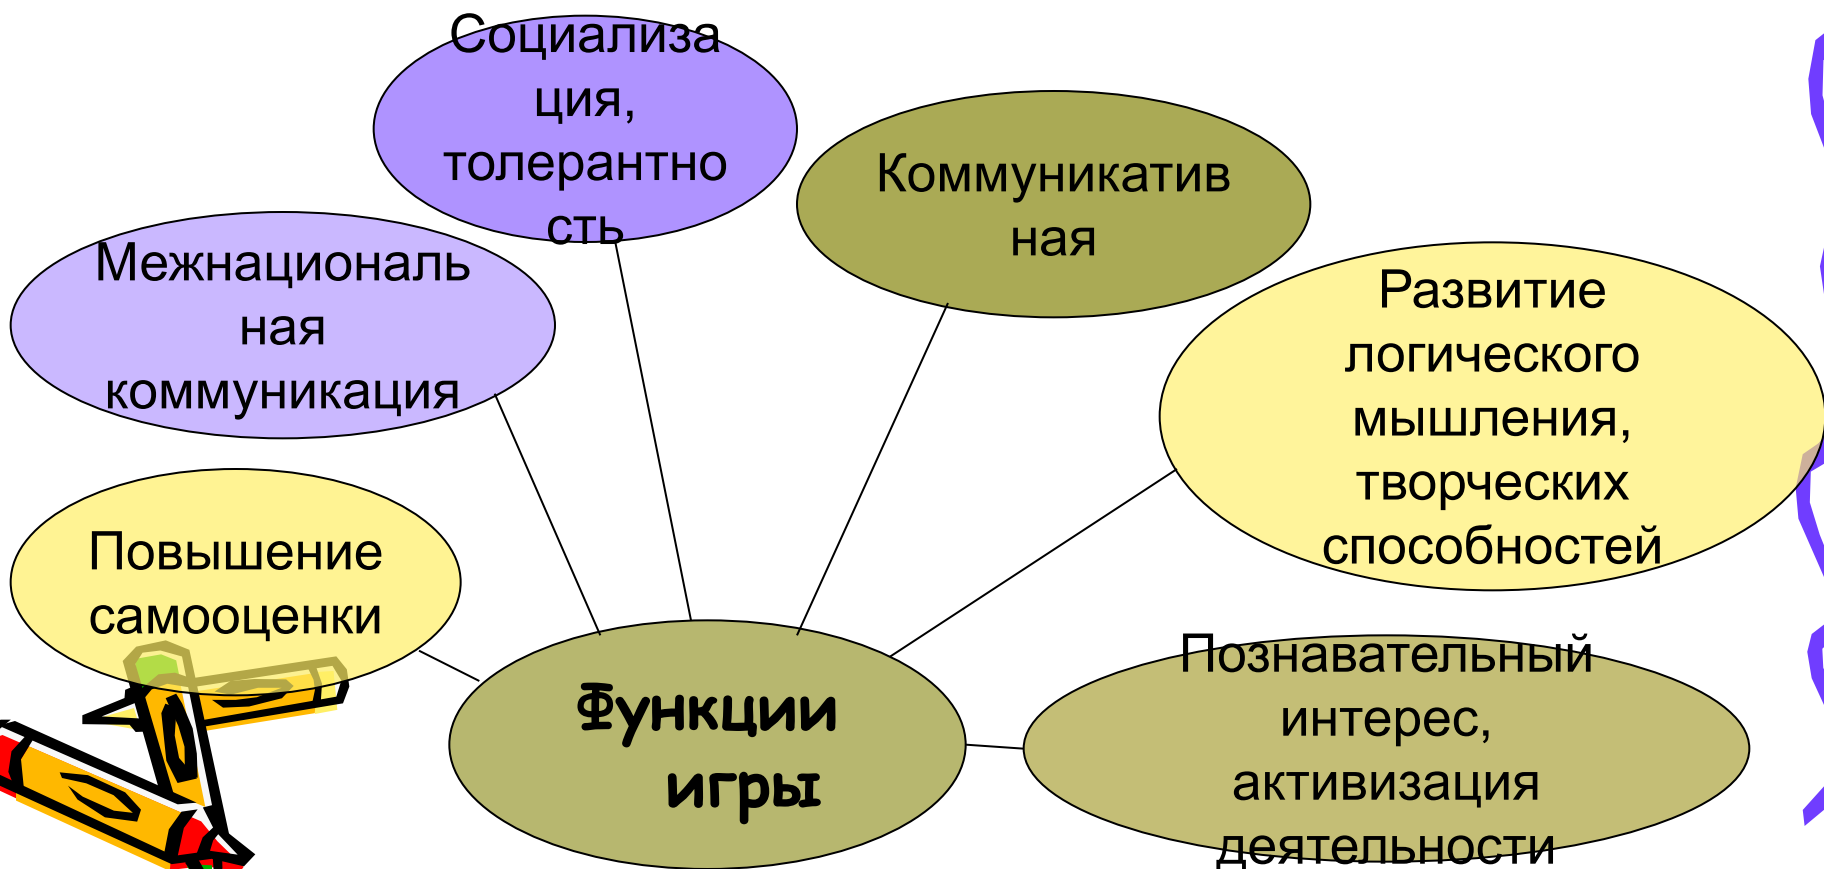 Социализа
ция,
толерантно
сть
Коммуникатив
ная
Межнациональ
ная
коммуникация
Развитие
логического
мышления,
творческих
способностей
Повышение
самооценки
Функции
игры
Познавательный
интерес,
активизация
деятельности